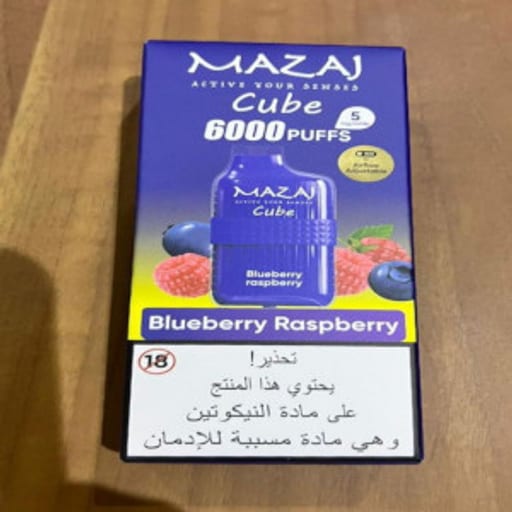 MAZAJ
ACTIVE YOUR SENSES
Cube
6000 PUFFS
5
Airflow
Adjustable
MAZAJ
ACTIVE YOUR SENSES
Cube
Blueberry
raspberry
Blueberry Raspberry
18
تحذير!
يحتوي هذا المنتج
على مادة النيكوتين
وهي مادة مسببة للإدمان